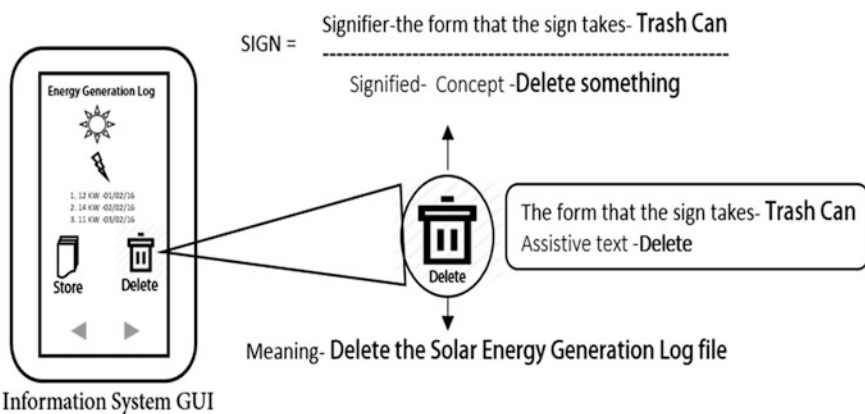 SIGN =
Signifier-the form that the sign takes- Trash Can
Signified- Concept -Delete something
Energy Generation Log
1. 12 KW -01/02/16
2. 14 KW -02/02/16
3. 11 KW -03/02/16
Store
Delete
Delete
The form that the sign takes- Trash Can
Assistive text -Delete
Meaning- Delete the Solar Energy Generation Log file
Information System GUI